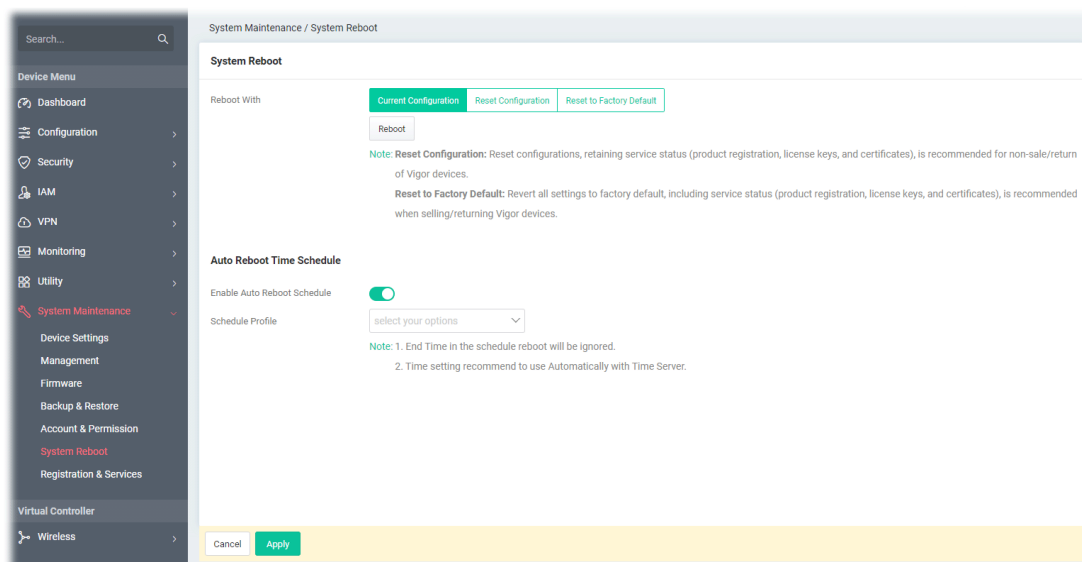 Search...
Device Menu
Dashboard
Configuration
Security
IAM
VPN
Monitoring
Utility
System Maintenance
Device Settings
Management
Firmware
Backup & Restore
Account & Permission
System Reboot
Registration & Services
Virtual Controller
Wireless
System Maintenance / System Reboot
System Reboot
Reboot With
Current Configuration Reset Configuration Reset to Factory Default
Reboot
Note: Reset Configuration: Reset configurations, retaining service status (product registration, license keys, and certificates), is recommended for non-sale/return
of Vigor devices.
Reset to Factory Default: Revert all settings to factory default, including service status (product registration, license keys, and certificates), is recommended
when selling/returning Vigor devices.
Auto Reboot Time Schedule
Enable Auto Reboot Schedule
Schedule Profile select your options
Note: 1. End Time in the schedule reboot will be ignored.
2. Time setting recommend to use Automatically with Time Server.
Cancel Apply